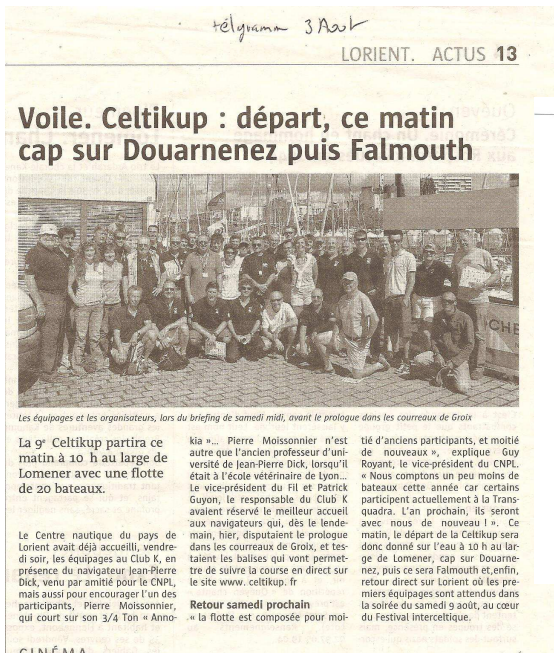 télégramm 3 Août
LORIENT. ACTUS 13
Voile. Celtikup : départ, ce matin
cap sur Douarnenez puis Falmouth
CHE
Les équipages et les organisateurs, lors du briefing de samedi midi, avant le prologue dans les courreaux de Groix
La 9e Celtikup partira ce
matin à 10 h au large de
Lomener avec une flotte
de 20 bateaux.
Le Centre nautique du pays de
Lorient avait déjà accueilli, vendre-
di soir, les équipages au Club K, en
présence du navigateur Jean-Pierre
Dick, venu par amitié pour le CNPL,
mais aussi pour encourager l'un des
participants, Pierre Moissonnier,
qui court sur son 3/4 Ton « Anno-
kia »... Pierre Moissonnier n'est
autre que l'ancien professeur d'uni-
versité de Jean-Pierre Dick, lorsqu'il
était à l'école vétérinaire de Lyon...
Le vice-président du Fil et Patrick
Guyon, le responsable du Club K
avaient réservé le meilleur accueil
aux navigateurs qui, dès le lende-
main, hier, disputaient le prologue
dans les courreaux de Groix, et tes-
taient les balises qui vont permet-
tre de suivre la course en direct sur
le site www. celtikup. fr
Retour samedi prochain
« la flotte est composée pour moi-
tié d'anciens participants, et moitié
de nouveaux », explique Guy
Royant, le vice-président du CNPL.
« Nous comptons un peu moins de
bateaux cette année car certains
participent actuellement à la Trans-
quadra. L'an prochain, ils seront
avec nous de nouveau ! ». Ce
matin, le départ de la Celtikup sera
donc donné sur l'eau à 10 h au lar-
ge de Lomener, cap sur Douarne-
nez, puis ce sera Falmouth et,enfin,
retour direct sur Lorient où les pre-
miers équipages sont attendus dans
la soirée du samedi 9 août, au cœur
du Festival interceltique.
CINÉMA